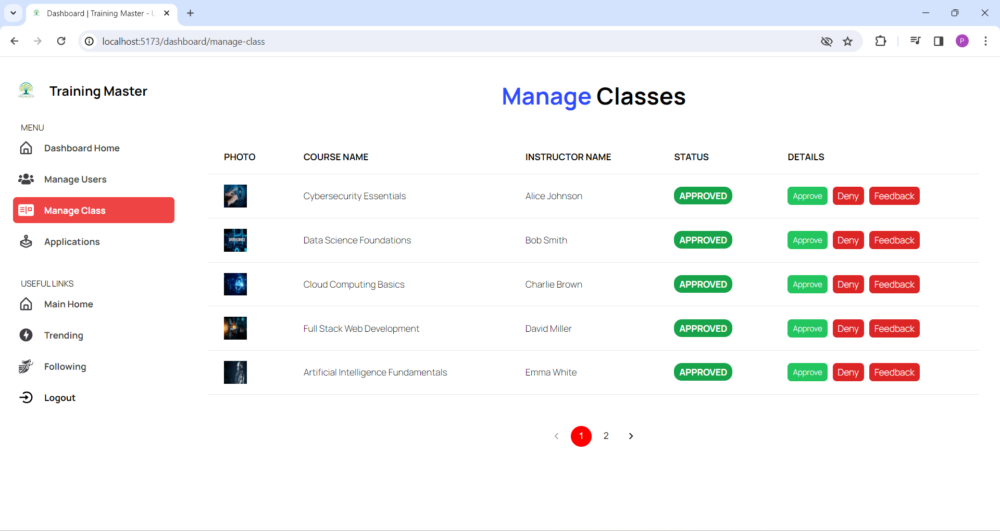 Dashboard | Training Master - U
localhost:5173/dashboard/manage-class
P
YOGA LOGO
Training Master
Manage Classes
MENU
Dashboard Home
Manage Users
Manage Class
Applications
USEFUL LINKS
Main Home
Trending
Following
Logout
PHOTO COURSE NAME INSTRUCTOR NAME STATUS DETAILS
Cybersecurity Essentials Alice Johnson APPROVED Approve Deny Feedback
DATA SCIENCE Data Science Foundations Bob Smith APPROVED Approve Deny Feedback
Cloud Computing Basics Charlie Brown APPROVED Approve Deny Feedback
Full Stack Web Development David Miller APPROVED Approve Deny Feedback
Artificial Intelligence Fundamentals Emma White APPROVED Approve Deny Feedback
1 2